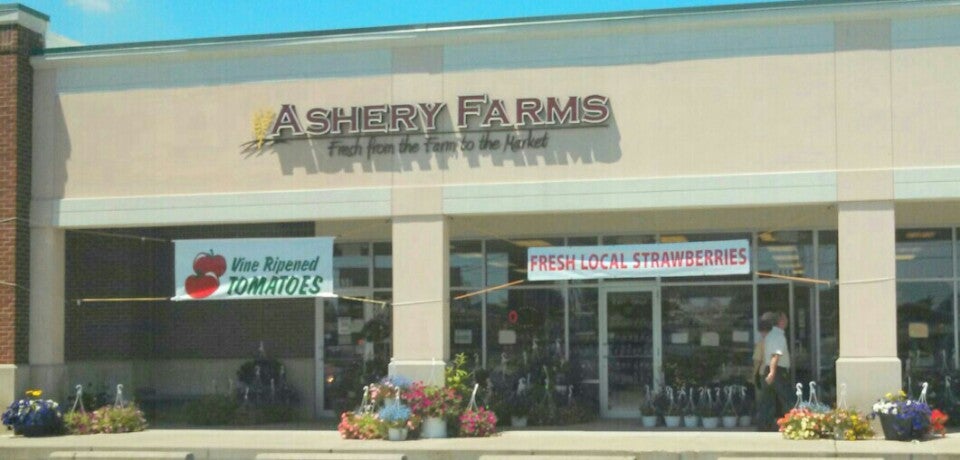 ASHERY FARMS
Fresh from the Farm to the Market
Vine Ripened
TOMATOES
FRESH LOCAL STRAWBERRIES